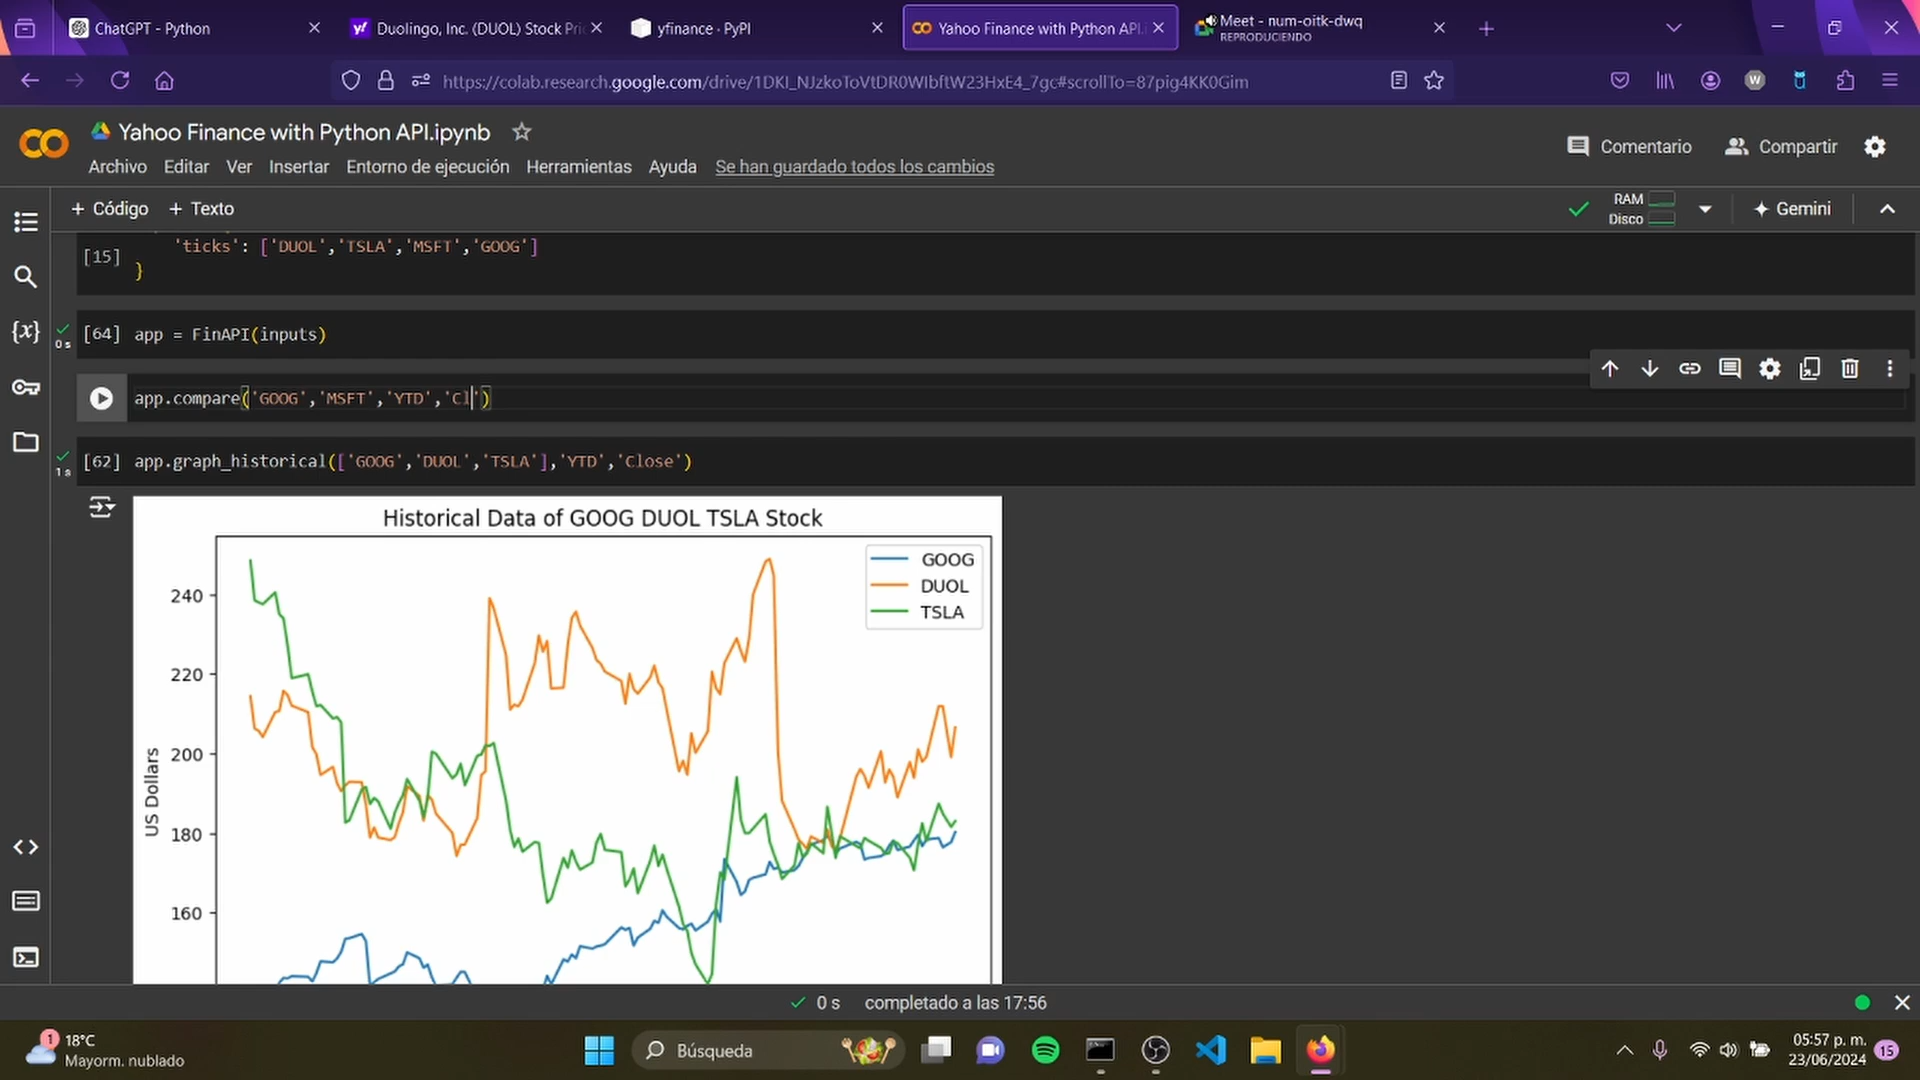 ChatGPT - Python
Duolingo, Inc. (DUOL) Stock Pri
yfinance · PyPI
Yahoo Finance with Python API.i
Meet - num-oitk-dwq
REPRODUCIENDO
https://colab.research.google.com/drive/1DKI_NJzkoToVtDR0WIbftW23HxE4_7gc#scrollTo=87pig4KK0Gim
W
Yahoo Finance with Python API.ipynb
Comentario
Compartir
Archivo Editar Ver Insertar Entorno de ejecución Herramientas Ayuda Se han guardado todos los cambios
+ Código + Texto
RAM
Disco
Gemini
'ticks': ['DUOL','TSLA','MSFT','GOOG']
[15]
}
[64] app = FinAPI(inputs)
0 s
app.compare('GOOG','MSFT','YTD','Cl')
[62] app.graph_historical(['GOOG','DUOL','TSLA'],'YTD','Close')
1 s
Historical Data of GOOG DUOL TSLA Stock
GOOG
DUOL
TSLA
240
220
200
180
160
US Dollars
0 s completado a las 17:56
1
18°C
Mayorm. nublado
Búsqueda
05:57 p. m.
23/06/2024
15